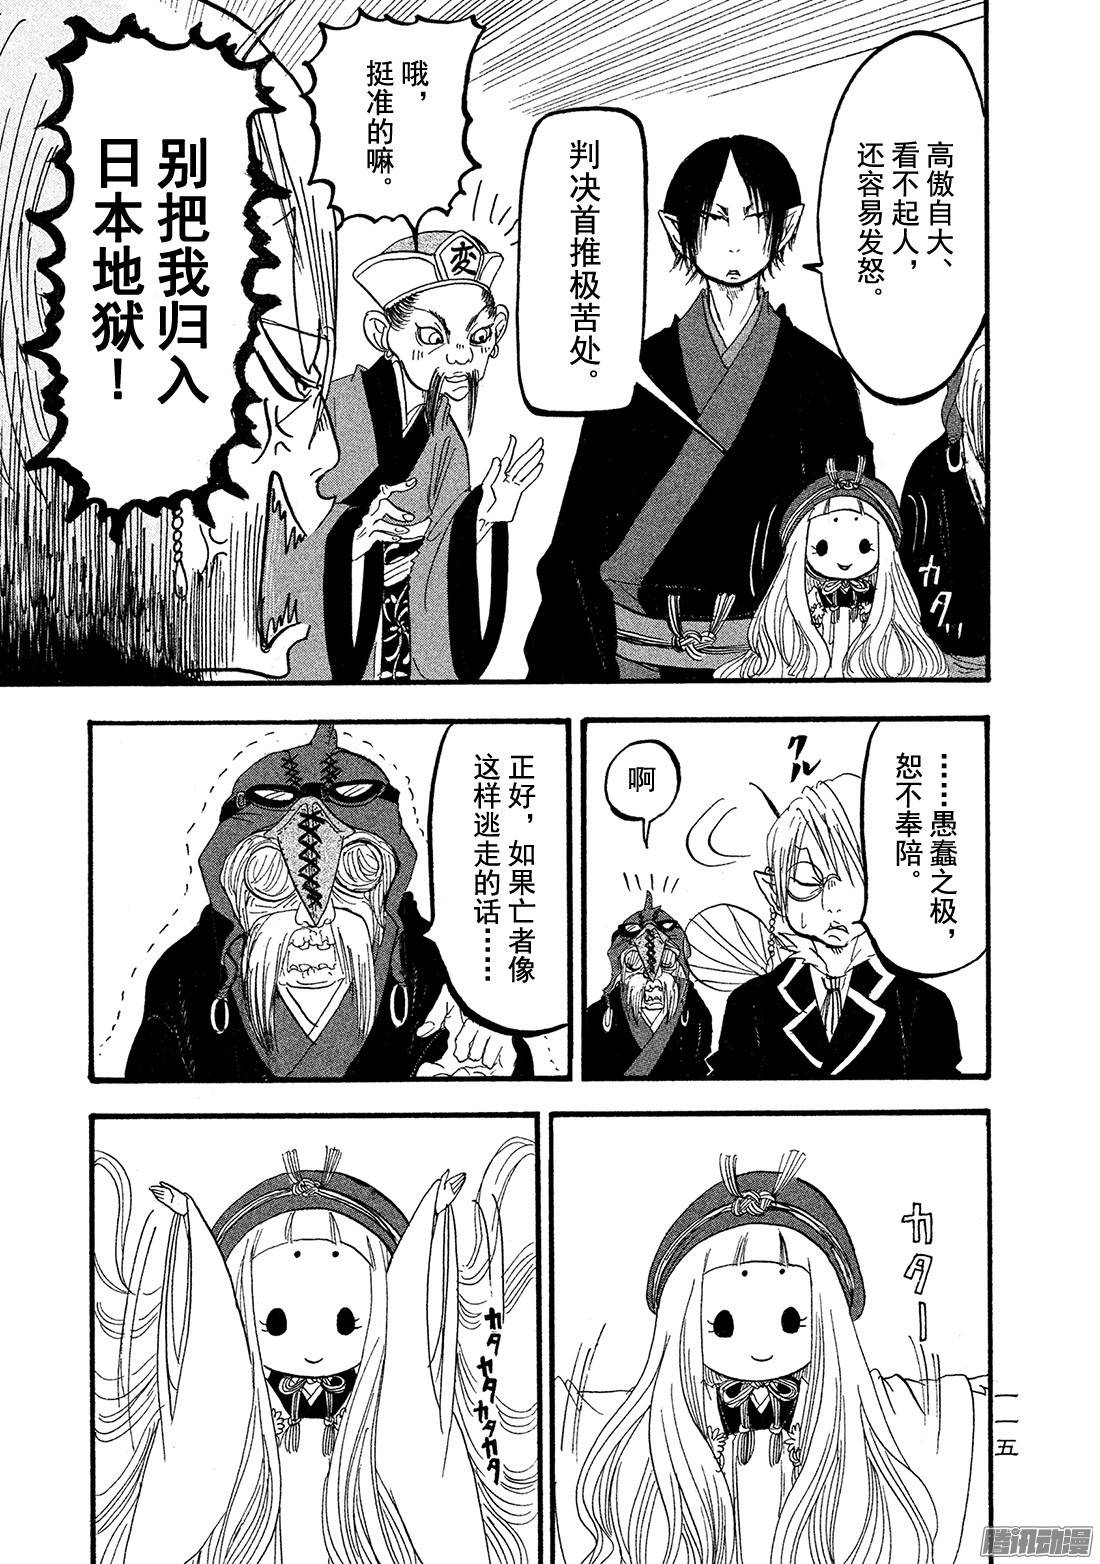 高傲自大、
看不起人，
还容易发怒。
判决首推极苦处。
哦，
挺准的嘛。
変
别把我归入
日本地狱！
カタ
……愚蠢之极，
恕不奉陪。
クル
啊
正好，如果亡者像
这样逃走的话……
カター
カタカタカタカタ
一一五
腾讯动漫